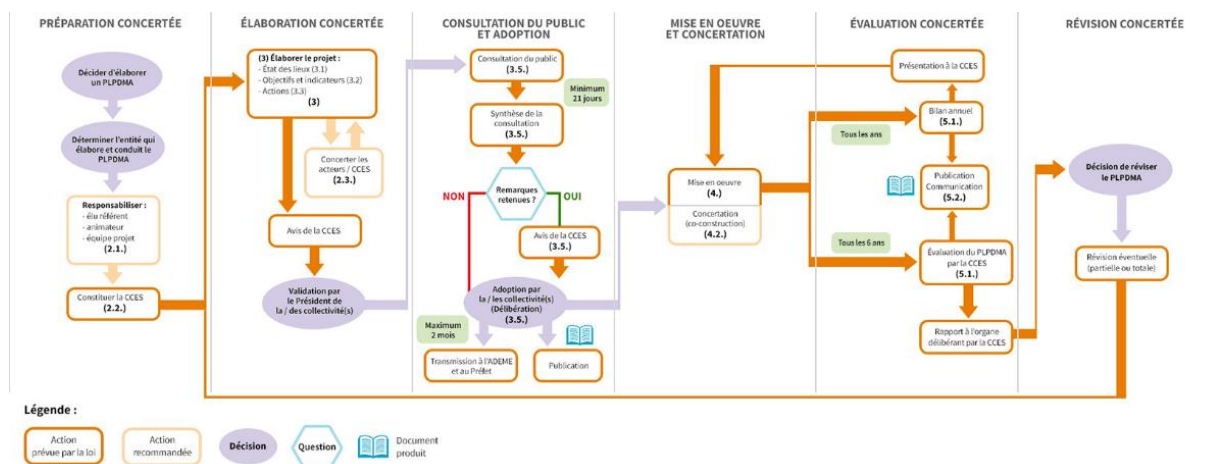 PRÉPARATION CONCERTÉE
Décider d'élaborer
un PLPDMA
Déterminer l'entité qui
élabore et conduit le
PLPDMA
Responsabiliser :
- élu référent
- animateur
- équipe projet
(2.1.)
Constituer la CCES
(2.2.)
ÉLABORATION CONCERTÉE
(3) Élaborer le projet :
- État des lieux (3.1)
- Objectifs et indicateurs (3.2)
- Actions (3.3)
(3)
Concerter les
acteurs / CCES
(2.3.)
Avis de la CCES
Validation par
le Président de
la / des collectivité(s)
CONSULTATION DU PUBLIC
ET ADOPTION
Consultation du public
(3.5.)
Minimum
21 jours
Synthèse de la
consultation
(3.5.)
Remarques
retenues ?
NON
OUI
Avis de la CCES
(3.5.)
Adoption par
la / les collectivité(s)
(Délibération)
(3.5.)
Maximum
2 mois
Transmission à l'ADEME
et au Préfet
Publication
MISE EN OEUVRE
ET CONCERTATION
Mise en oeuvre
(4.)
Concertation
(co-construction)
(4.2.)
ÉVALUATION CONCERTÉE
Présentation à la CCES
Bilan annuel
(5.1.)
Tous les ans
Publication
Communication
(5.2.)
Tous les 6 ans
Évaluation du PLPDMA
par la CCES
(5.1.)
Rapport à l'organe
délibérant par la CCES
RÉVISION CONCERTÉE
Décision de réviser
le PLPDMA
Révision éventuelle
(partielle ou totale)
Légende :
Action
prévue par la loi
Action
recommandée
Décision
Question
Document
produit